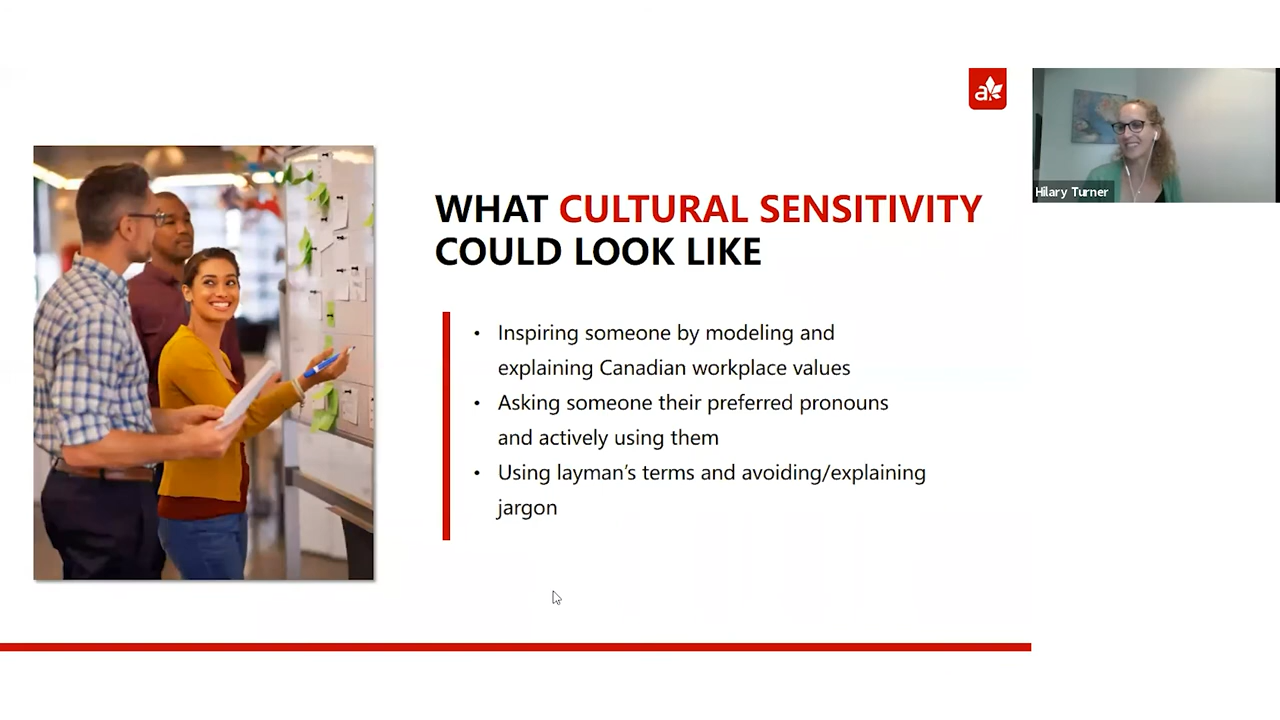 a
Hilary Turner
WHAT CULTURAL SENSITIVITY
COULD LOOK LIKE
• Inspiring someone by modeling and
explaining Canadian workplace values
• Asking someone their preferred pronouns
and actively using them
• Using layman’s terms and avoiding/explaining
jargon